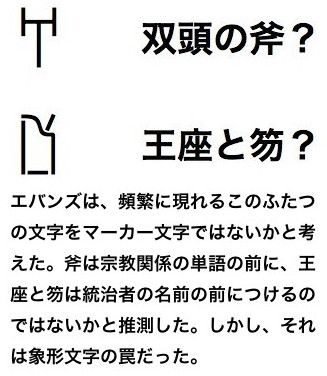 双頭の斧？
王座と笏？
エバンズは、頻繁に現れるこのふたつ
の文字をマーカー文字ではないかと考
えた。斧は宗教関係の単語の前に、王
座と笏は統治者の名前の前につけるの
ではないかと推測した。しかし、それ
は象形文字の罠だった。